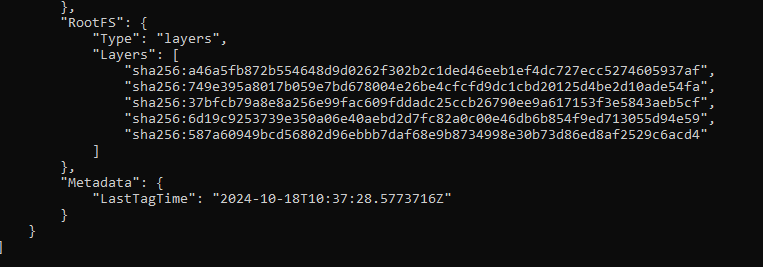 },
"RootFS": {
"Type": "layers",
"Layers": [
"sha256:a46a5fb872b554648d9d0262f302b2c1ded46eeb1ef4dc727ecc5274605937af",
"sha256:749e395a8017b059e7bd678004e26be4cfcfd9dc1cbd20125d4be2d10ade54fa",
"sha256:37bfcb79a8e8a256e99fac609fddadc25ccb26790ee9a617153f3e5843aeb5cf",
"sha256:6d19c9253739e350a06e40aebd2d7fc82a0c00e46db6b854f9ed713055d94e59",
"sha256:587a60949bcd56802d96ebbb7daf68e9b8734998e30b73d86ed8af2529c6acd4"
]
},
"Metadata": {
"LastTagTime": "2024-10-18T10:37:28.5773716Z"
}
}